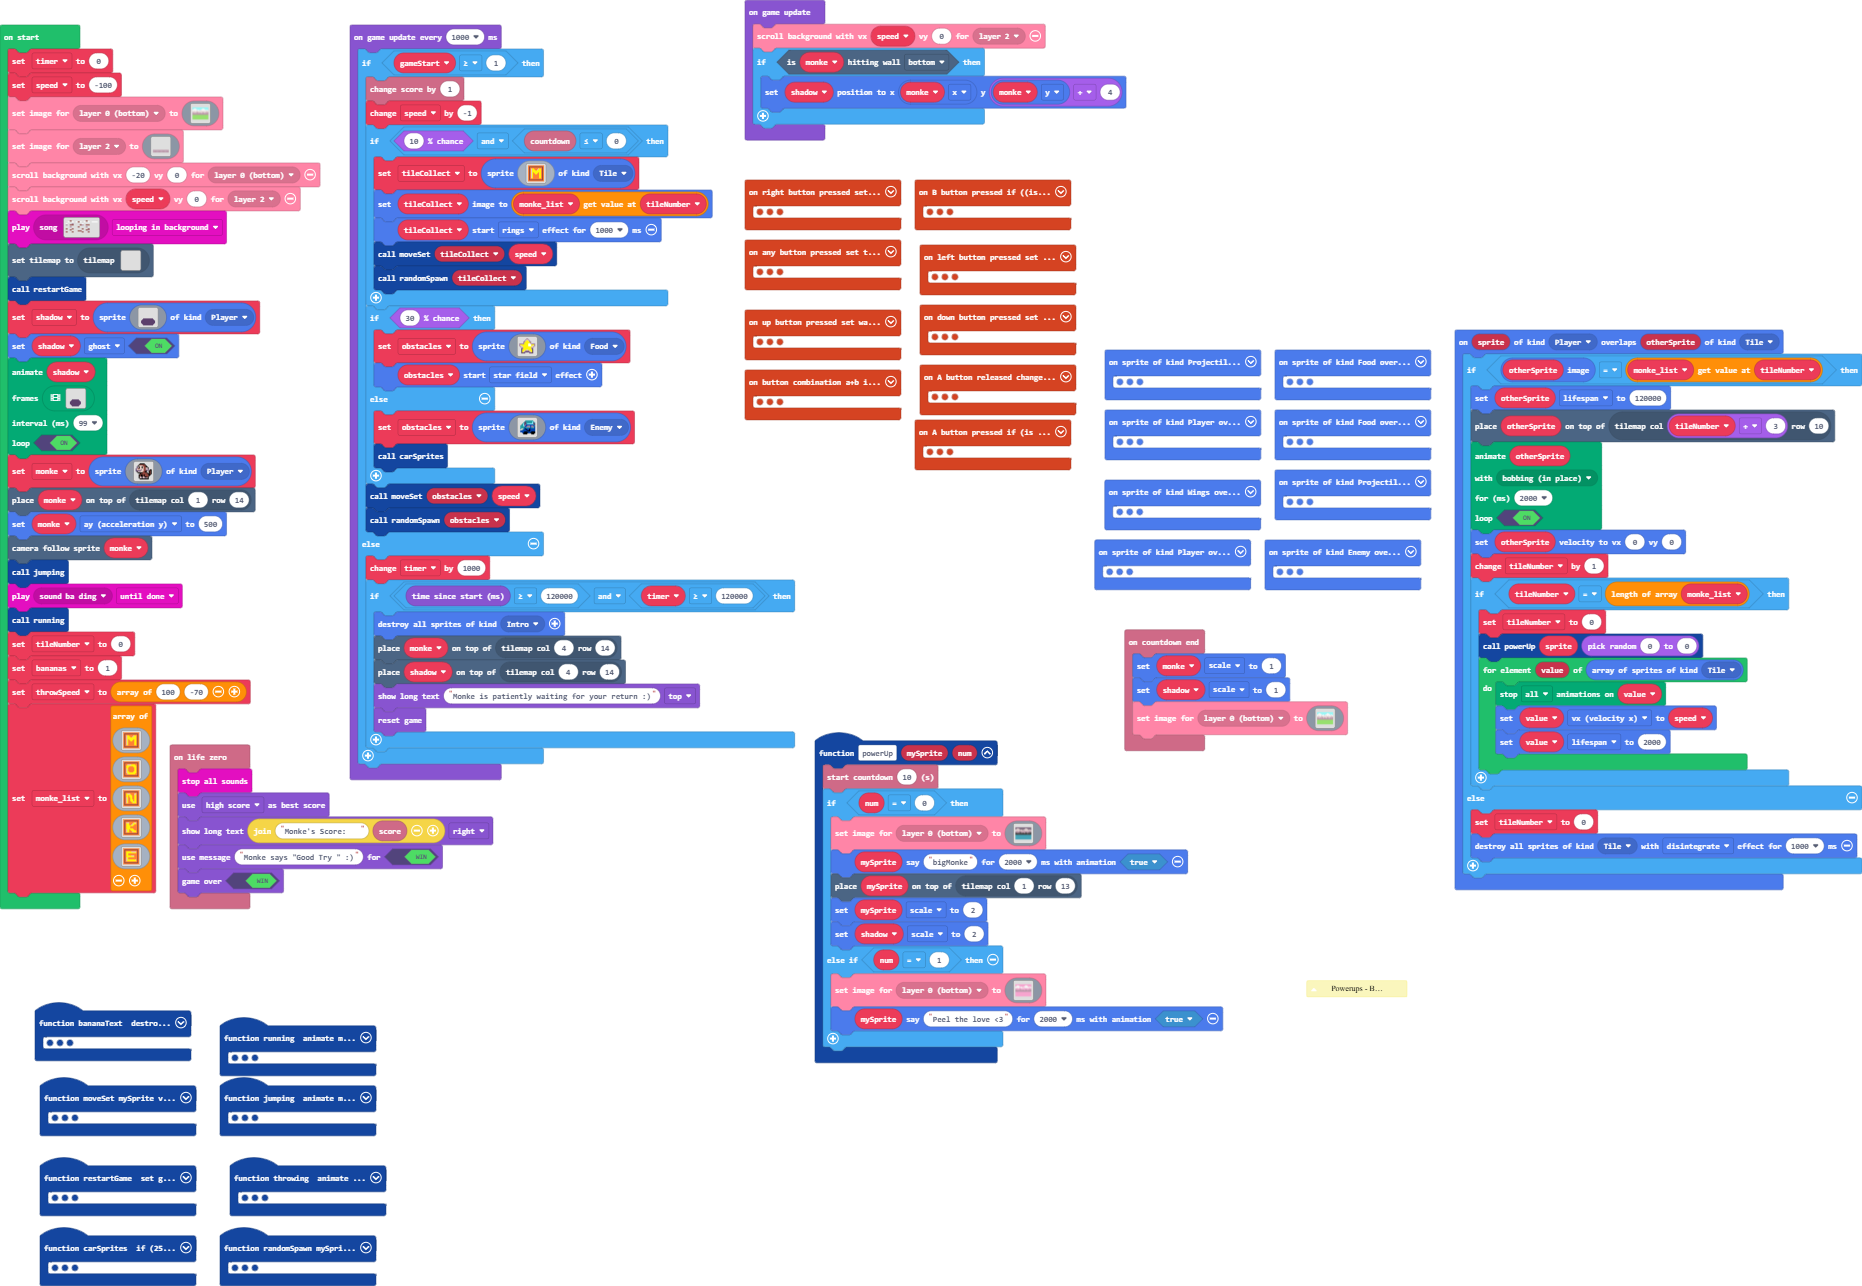 on start
set timer to 0
set speed to -100
set image for layer 0 (bottom) to
set image for layer 2 to
scroll background with vx -20 vy 0 for layer 0 (bottom)
scroll background with vx speed vy 0 for layer 2
play song looping in background
set tilemap to tilemap
call restartGame
set shadow to sprite of kind Player
set shadow ghost ON
animate shadow
frames
interval (ms) 99
loop ON
set monke to sprite of kind Player
place monke on top of tilemap col 1 row 14
set monke ay (acceleration y) to 500
camera follow sprite monke
call jumping
play sound ba ding until done
call running
set tileNumber to 0
set bananas to 1
set throwSpeed to array of 100 -70
set monke_list to array of
M
O
N
K
E
on life zero
stop all sounds
use high score as best score
show long text join "Monke's Score: " score right
use message "Monke says "Good Try " :)" for WIN
game over WIN
on game update every 1000 ms
if gameStart ≥ 1 then
change score by 1
change speed by -1
if 10 % chance and countdown ≤ 0 then
set tileCollect to sprite M of kind Tile
set tileCollect image to monke_list get value at tileNumber
tileCollect start rings effect for 1000 ms
call moveSet tileCollect speed
call randomSpawn tileCollect
if 30 % chance then
set obstacles to sprite of kind Food
obstacles start star field effect
else
set obstacles to sprite of kind Enemy
call carSprites
call moveSet obstacles speed
call randomSpawn obstacles
else
change timer by 1000
if time since start (ms) ≥ 120000 and timer ≥ 120000 then
destroy all sprites of kind Intro
place monke on top of tilemap col 4 row 14
place shadow on top of tilemap col 4 row 14
show long text "Monke is patiently waiting for your return :)" top
reset game
on game update
scroll background with vx speed vy 0 for layer 2
if is monke hitting wall bottom then
set shadow position to x monke x y monke y + 4
on right button pressed set...
on B button pressed if ((is...
on any button pressed set t...
on left button pressed set ...
on up button pressed set wa...
on down button pressed set ...
on button combination a+b i...
on A button released change...
on A button pressed if (is ...
on sprite of kind Projectil...
on sprite of kind Food over...
on sprite of kind Player ov...
on sprite of kind Food over...
on sprite of kind Wings ove...
on sprite of kind Projectil...
on sprite of kind Player ov...
on sprite of kind Enemy ove...
on countdown end
set monke scale to 1
set shadow scale to 1
set image for layer 0 (bottom) to
function powerUp mySprite num
start countdown 10 (s)
if num = 0 then
set image for layer 0 (bottom) to
mySprite say "bigMonke" for 2000 ms with animation true
place mySprite on top of tilemap col 1 row 13
set mySprite scale to 2
set shadow scale to 2
else if num = 1 then
set image for layer 0 (bottom) to
mySprite say "Peel the love <3" for 2000 ms with animation true
on sprite of kind Player overlaps otherSprite of kind Tile
if otherSprite image = monke_list get value at tileNumber then
set otherSprite lifespan to 120000
place otherSprite on top of tilemap col tileNumber + 3 row 10
animate otherSprite
with bobbing (in place)
for (ms) 2000
loop ON
set otherSprite velocity to vx 0 vy 0
change tileNumber by 1
if tileNumber = length of array monke_list then
set tileNumber to 0
call powerUp sprite pick random 0 to 0
for element value of array of sprites of kind Tile
do stop all animations on value
set value vx (velocity x) to speed
set value lifespan to 2000
else
set tileNumber to 0
destroy all sprites of kind Tile with disintegrate effect for 1000 ms
Powerups - B...
function bananaText destro...
function running animate m...
function moveSet mySprite v...
function jumping animate m...
function restartGame set g...
function throwing animate ...
function carSprites if (25...
function randomSpawn mySpri...